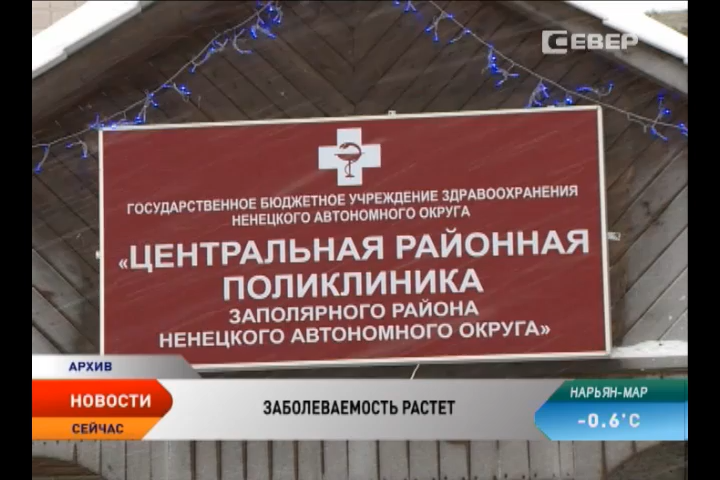 СЕВЕР
ГОСУДАРСТВЕННОЕ БЮДЖЕТНОЕ УЧРЕЖДЕНИЕ ЗДРАВООХРАНЕНИЯ
НЕНЕЦКОГО АВТОНОМНОГО ОКРУГА
«ЦЕНТРАЛЬНАЯ РАЙОННАЯ
ПОЛИКЛИНИКА
ЗАПОЛЯРНОГО РАЙОНА
НЕНЕЦКОГО АВТОНОМНОГО ОКРУГА»
АРХИВ
НОВОСТИ
СЕЙЧАС
ЗАБОЛЕВАЕМОСТЬ РАСТЕТ
НАРЬЯН-МАР
-0.6°C